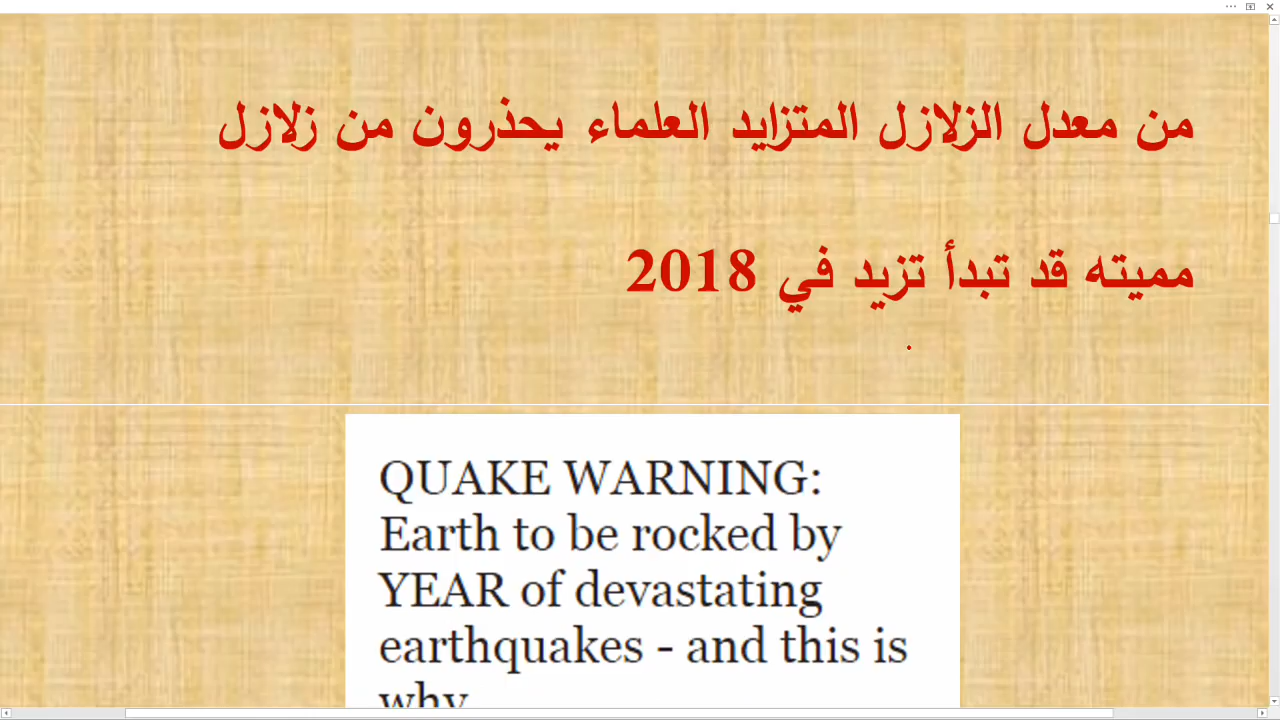 من معدل الزلازل المتزايد العلماء يحذرون من زلازل
مميته قد تبدأ تزيد في 2018
QUAKE WARNING:
Earth to be rocked by
YEAR of devastating
earthquakes - and this is
why